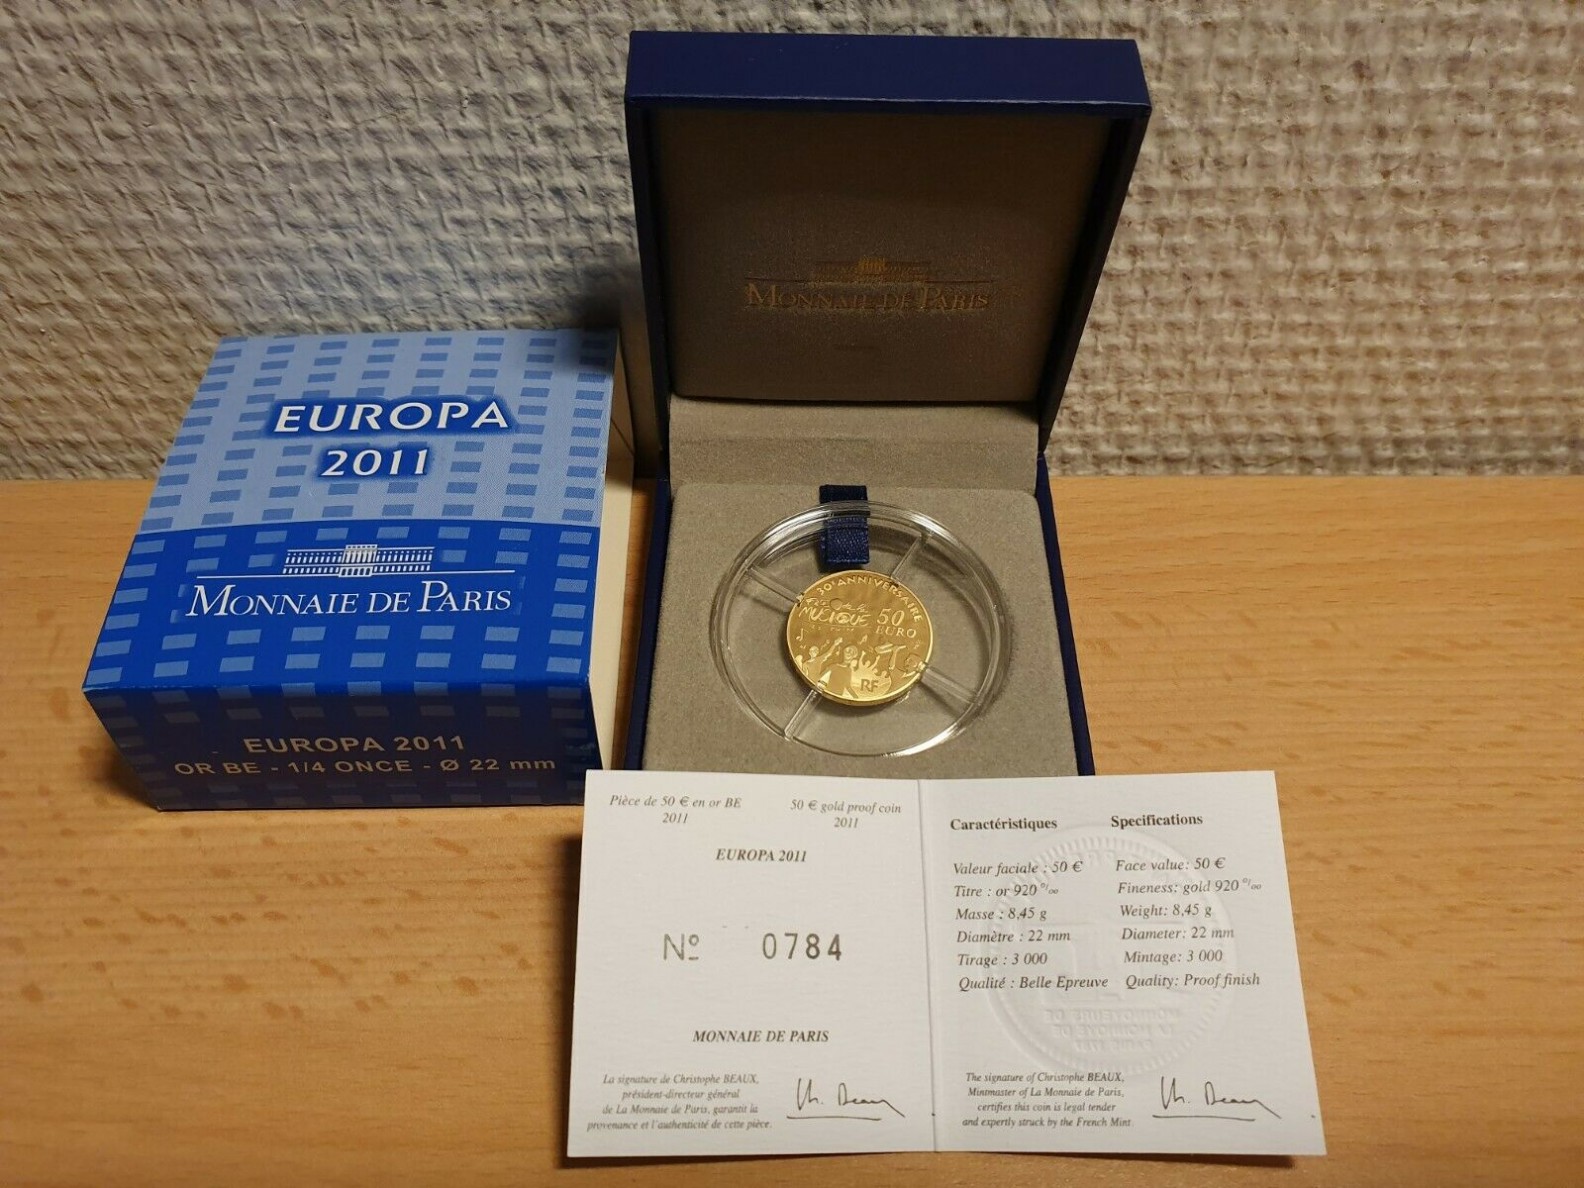 MONNAIE DE PARIS
EUROPA
2011
MONNAIE DE PARIS
EUROPA 2011
OR BE - 1/4 ONCE - Ø 22 mm
30e ANNIVERSAIRE
MUSIQUE 50
EURO
RF
Pièce de 50 € en or BE
2011
50 € gold proof coin
2011
EUROPA 2011
Nº 0784
MONNAIE DE PARIS
La signature de Christophe BEAUX,
président-directeur général
de La Monnaie de Paris, garantit la
provenance et l'authenticité de cette pièce.
Ch. Beaux
Caractéristiques
Valeur faciale : 50 €
Titre : or 920 ‰
Masse : 8,45 g
Diamètre : 22 mm
Tirage : 3 000
Qualité : Belle Epreuve
Specifications
Face value: 50 €
Fineness: gold 920 ‰
Weight: 8,45 g
Diameter: 22 mm
Mintage: 3 000
Quality: Proof finish
The signature of Christophe BEAUX,
Mintmaster of La Monnaie de Paris,
certifies this coin is legal tender
and expertly struck by the French Mint.
Ch. Beaux